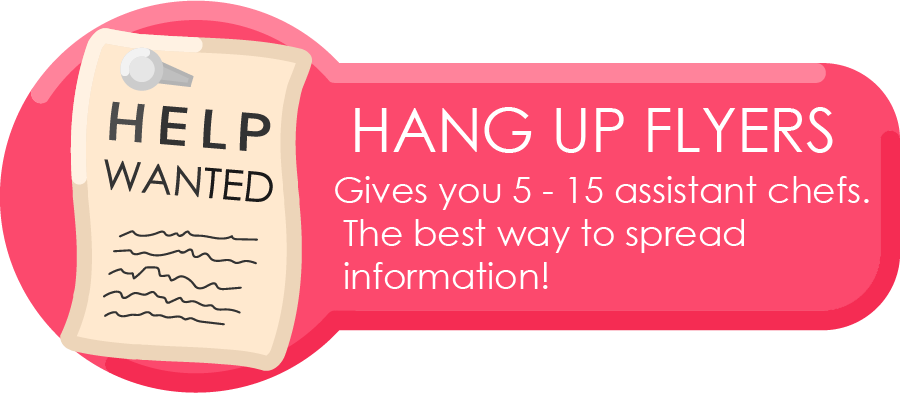 HELP
WANTED
HANG UP FLYERS
Gives you 5 - 15 assistant chefs.
The best way to spread
information!